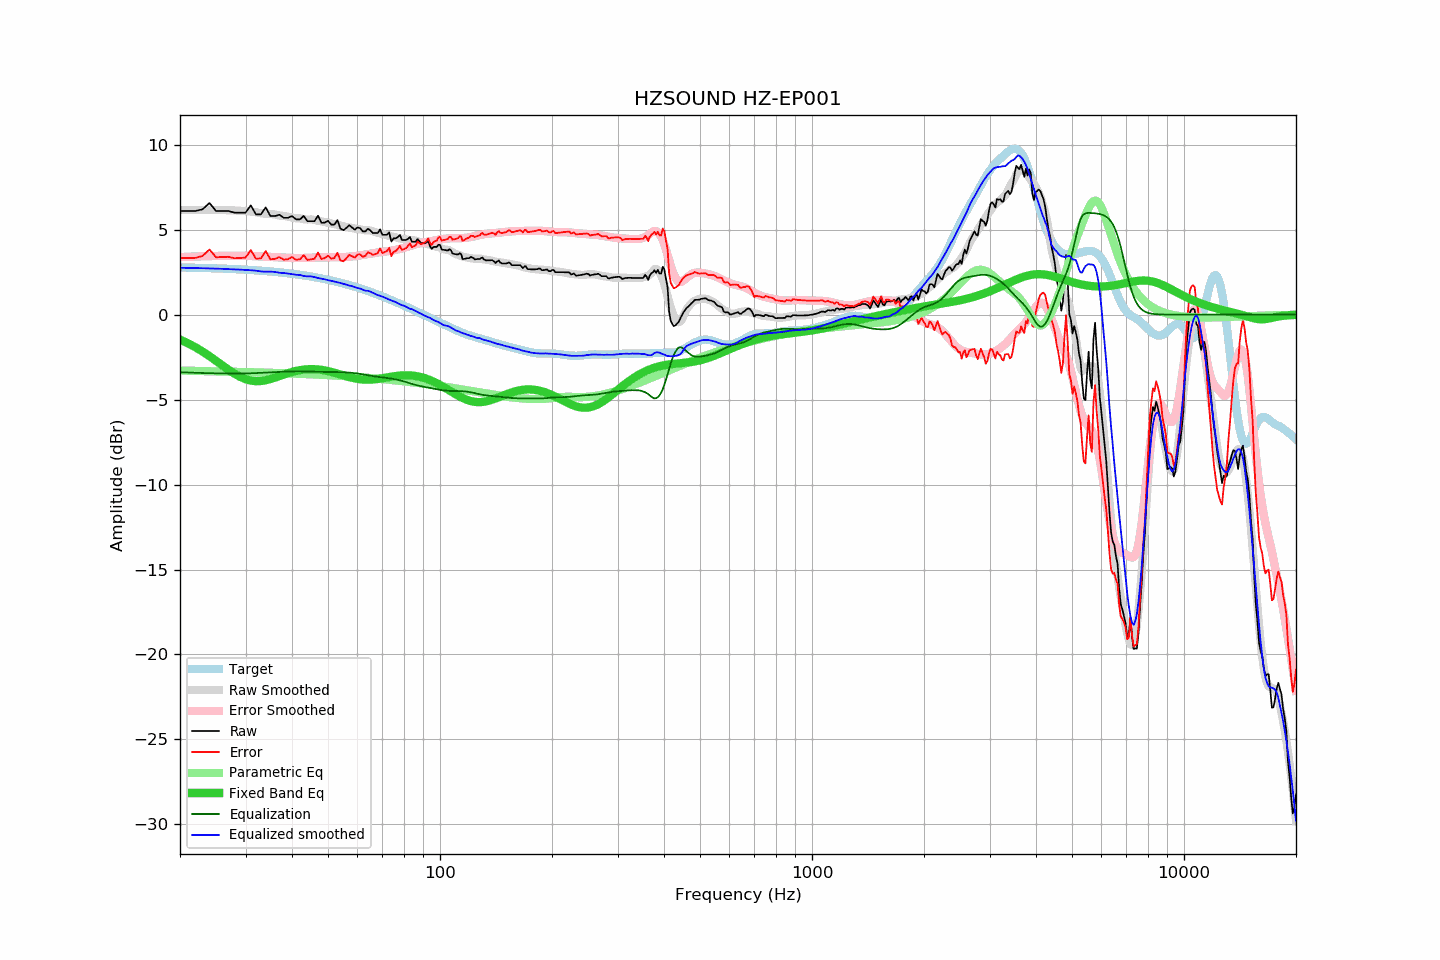 HZSOUND HZ-EP001
Amplitude (dBr)
10
5
0
−5
−10
−15
−20
−25
−30
Target
Raw Smoothed
Error Smoothed
Raw
Error
Parametric Eq
Fixed Band Eq
Equalization
Equalized smoothed
100
1000
10000
Frequency (Hz)